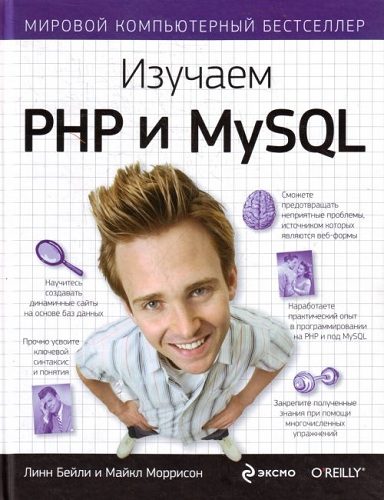 МИРОВОЙ КОМПЬЮТЕРНЫЙ БЕСТСЕЛЛЕР
Изучаем
PHP и MySQL
Сможете
предотвращать
неприятные проблемы,
источником которых
являются веб-формы
Научитесь
создавать
динамичные сайты
на основе баз данных
Наработаете
практический опыт
в программировании
на PHP и под MySQL
Прочно усвоите
ключевой
синтаксис
и понятия
Закрепите полученные
знания при помощи
многочисленных
упражнений
Линн Бейли и Майкл Моррисон
эксмо
O'REILLY®